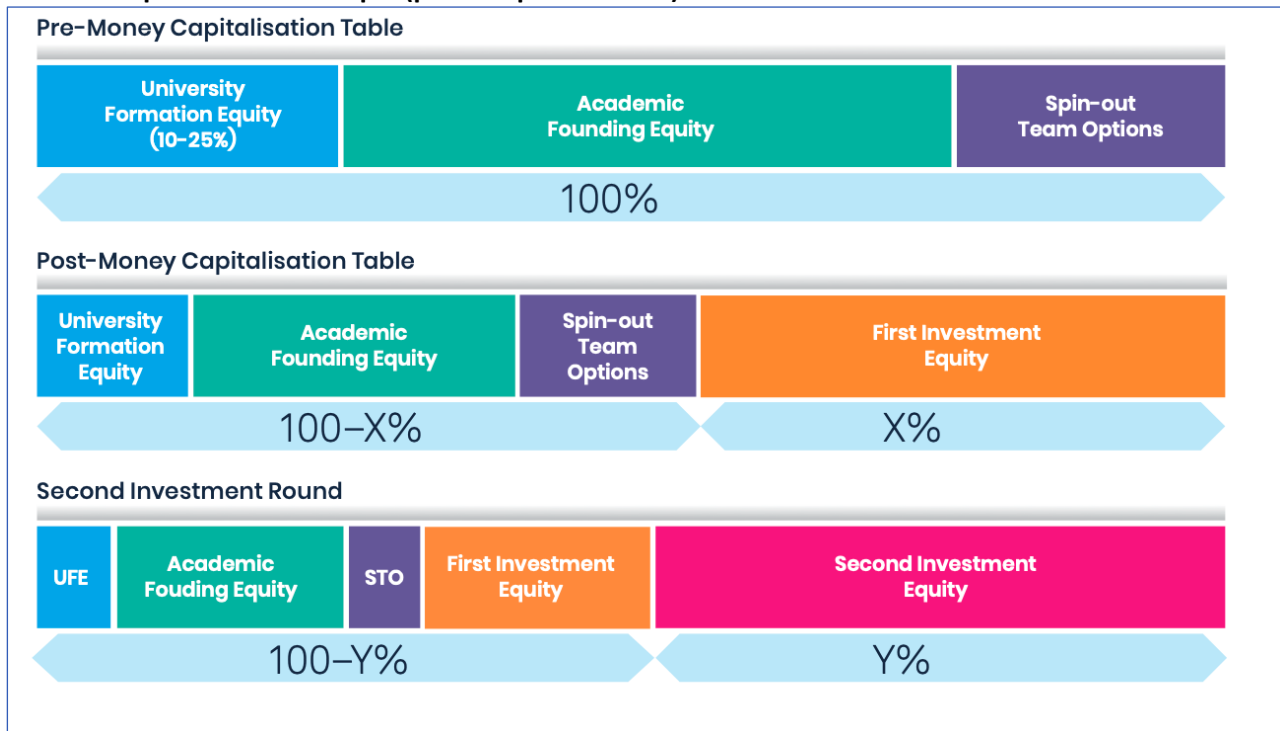 Pre-Money Capitalisation Table
University
Formation Equity
(10-25%)
Academic
Founding Equity
Spin-out
Team Options
100%
Post-Money Capitalisation Table
University
Formation
Equity
Academic
Founding Equity
Spin-out
Team
Options
First Investment
Equity
100–X%
X%
Second Investment Round
UFE
Academic
Fouding Equity
STO
First Investment
Equity
Second Investment
Equity
100–Y%
Y%